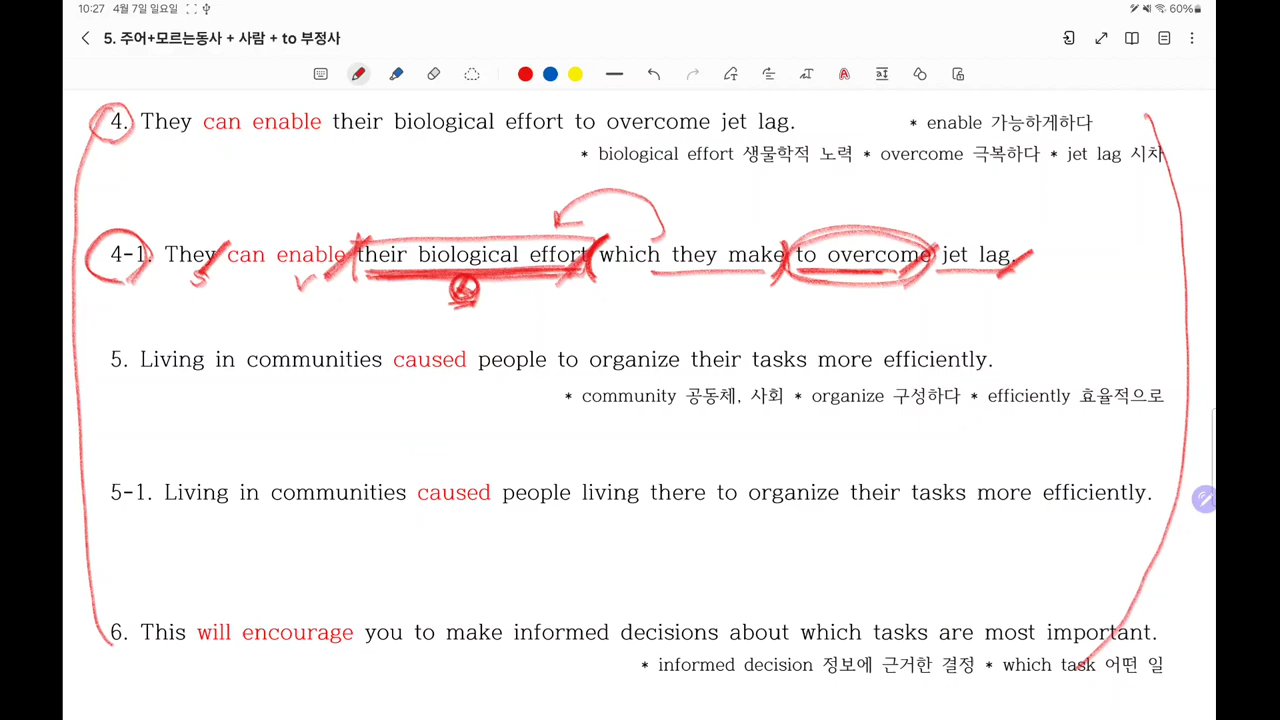 10:27 4월 7일 일요일 60%
5. 주어+모르는동사 + 사람 + to 부정사
4. They can enable their biological effort to overcome jet lag. * enable 가능하게하다
* biological effort 생물학적 노력 * overcome 극복하다 * jet lag 시차
4-1. They can enable their biological effort which they make to overcome jet lag.
s v
5. Living in communities caused people to organize their tasks more efficiently.
* community 공동체, 사회 * organize 구성하다 * efficiently 효율적으로
5-1. Living in communities caused people living there to organize their tasks more efficiently.
6. This will encourage you to make informed decisions about which tasks are most important.
* informed decision 정보에 근거한 결정 * which task 어떤 일